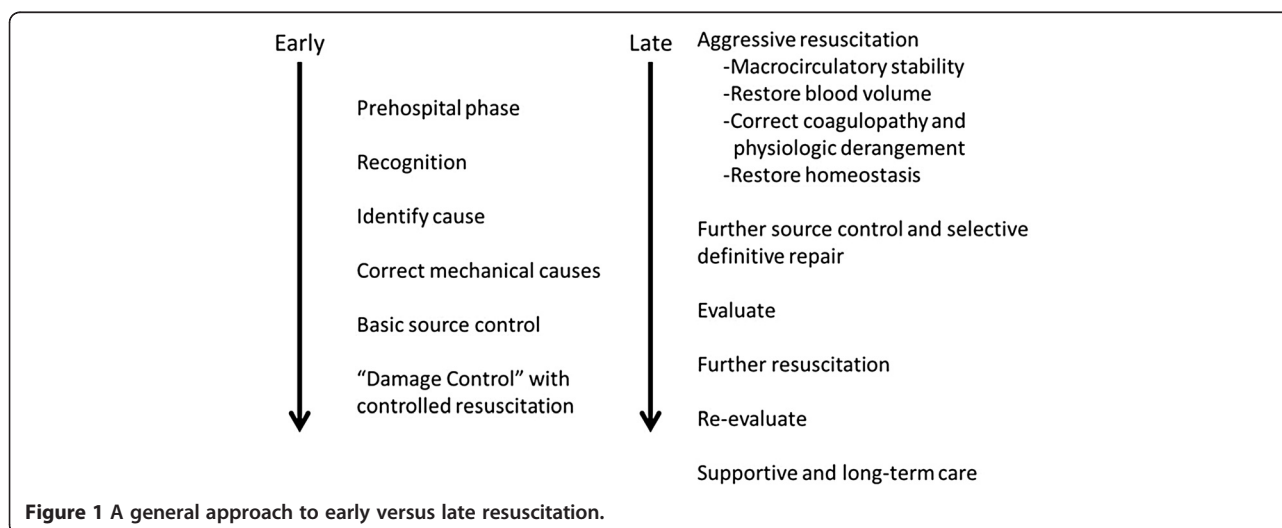 Early
Prehospital phase
Recognition
Identify cause
Correct mechanical causes
Basic source control
“Damage Control” with
controlled resuscitation
Late
Aggressive resuscitation
-Macrocirculatory stability
-Restore blood volume
-Correct coagulopathy and
physiologic derangement
-Restore homeostasis
Further source control and selective
definitive repair
Evaluate
Further resuscitation
Re-evaluate
Supportive and long-term care
Figure 1 A general approach to early versus late resuscitation.